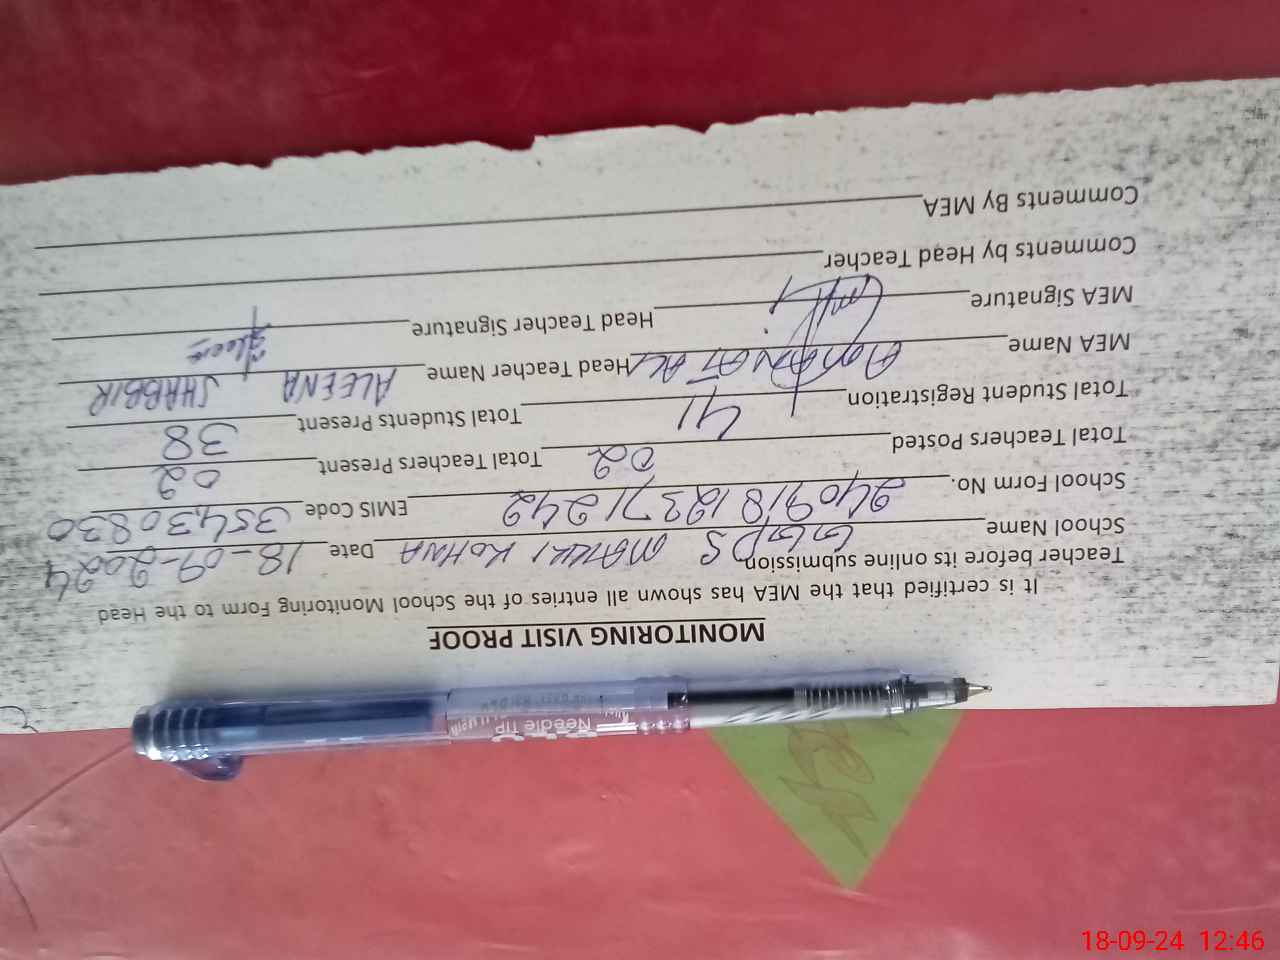 MONITORING VISIT PROOF
It is certified that the MEA has shown all entries of the School Monitoring Form to the Head
Teacher before its online submission
School Name GGPS MATTKI KOHNA Date 18-09-2024
School Form No. 240918123771242 EMIS Code 35430830
Total Teachers Posted 02 Total Teachers Present 02
Total Student Registration 41 Total Students Present 38
MEA Name ALI Head Teacher Name ALEENA SHABBIR
MEA Signature Head Teacher Signature Aleena
Comments by Head Teacher
Comments By MEA
Needle Tip
18-09-24 12:46